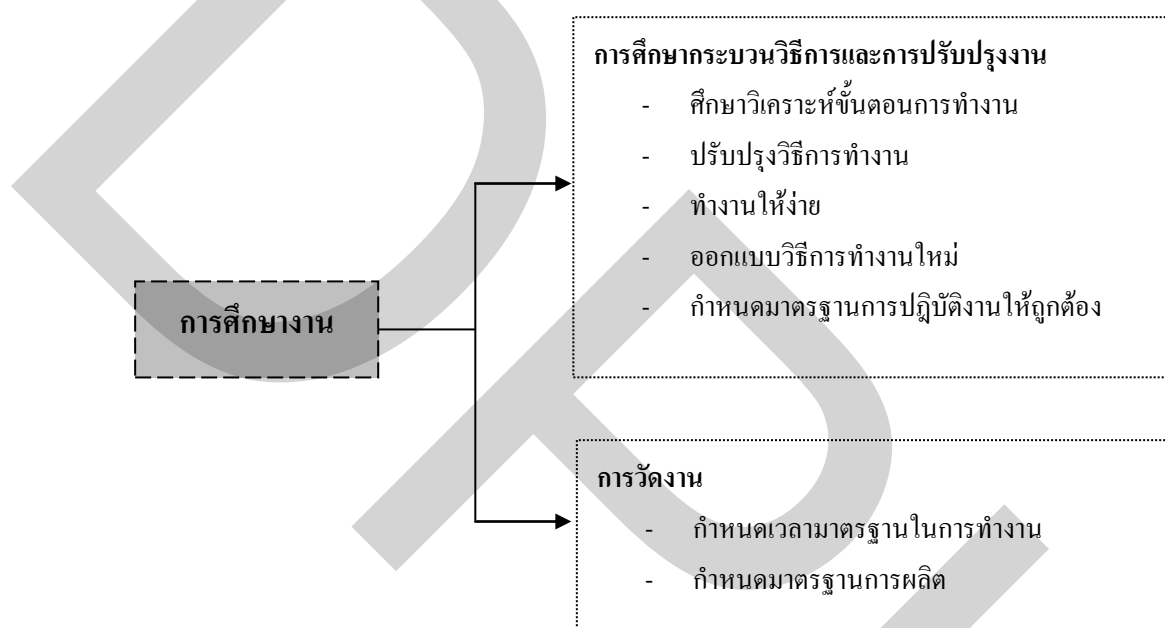 การศึกษากระบวนวิธีการและการปรับปรุงงาน
- ศึกษาวิเคราะห์ขั้นตอนการทำงาน
- ปรับปรุงวิธีการทำงาน
- ทำงานให้ง่าย
- ออกแบบวิธีการทำงานใหม่
- กำหนดมาตรฐานการปฎิบัติงานให้ถูกต้อง
การศึกษางาน
การวัดงาน
- กำหนดเวลามาตรฐานในการทำงาน
- กำหนดมาตรฐานการผลิต